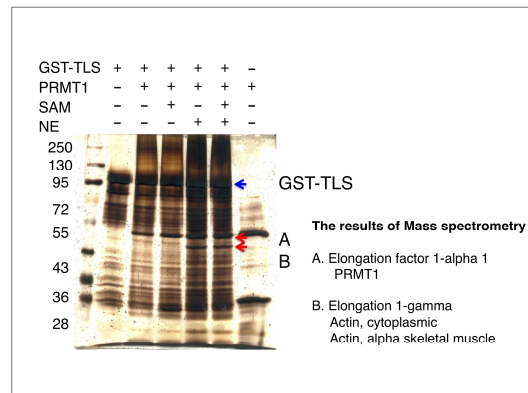 GST-TLS + + + + + –
PRMT1 – + + + + +
SAM – – + – + –
NE – – – + + –
250
130
95
72
55
43
36
28
GST-TLS
A
B
The results of Mass spectrometry
A. Elongation factor 1-alpha 1
PRMT1
B. Elongation 1-gamma
Actin, cytoplasmic
Actin, alpha skeletal muscle